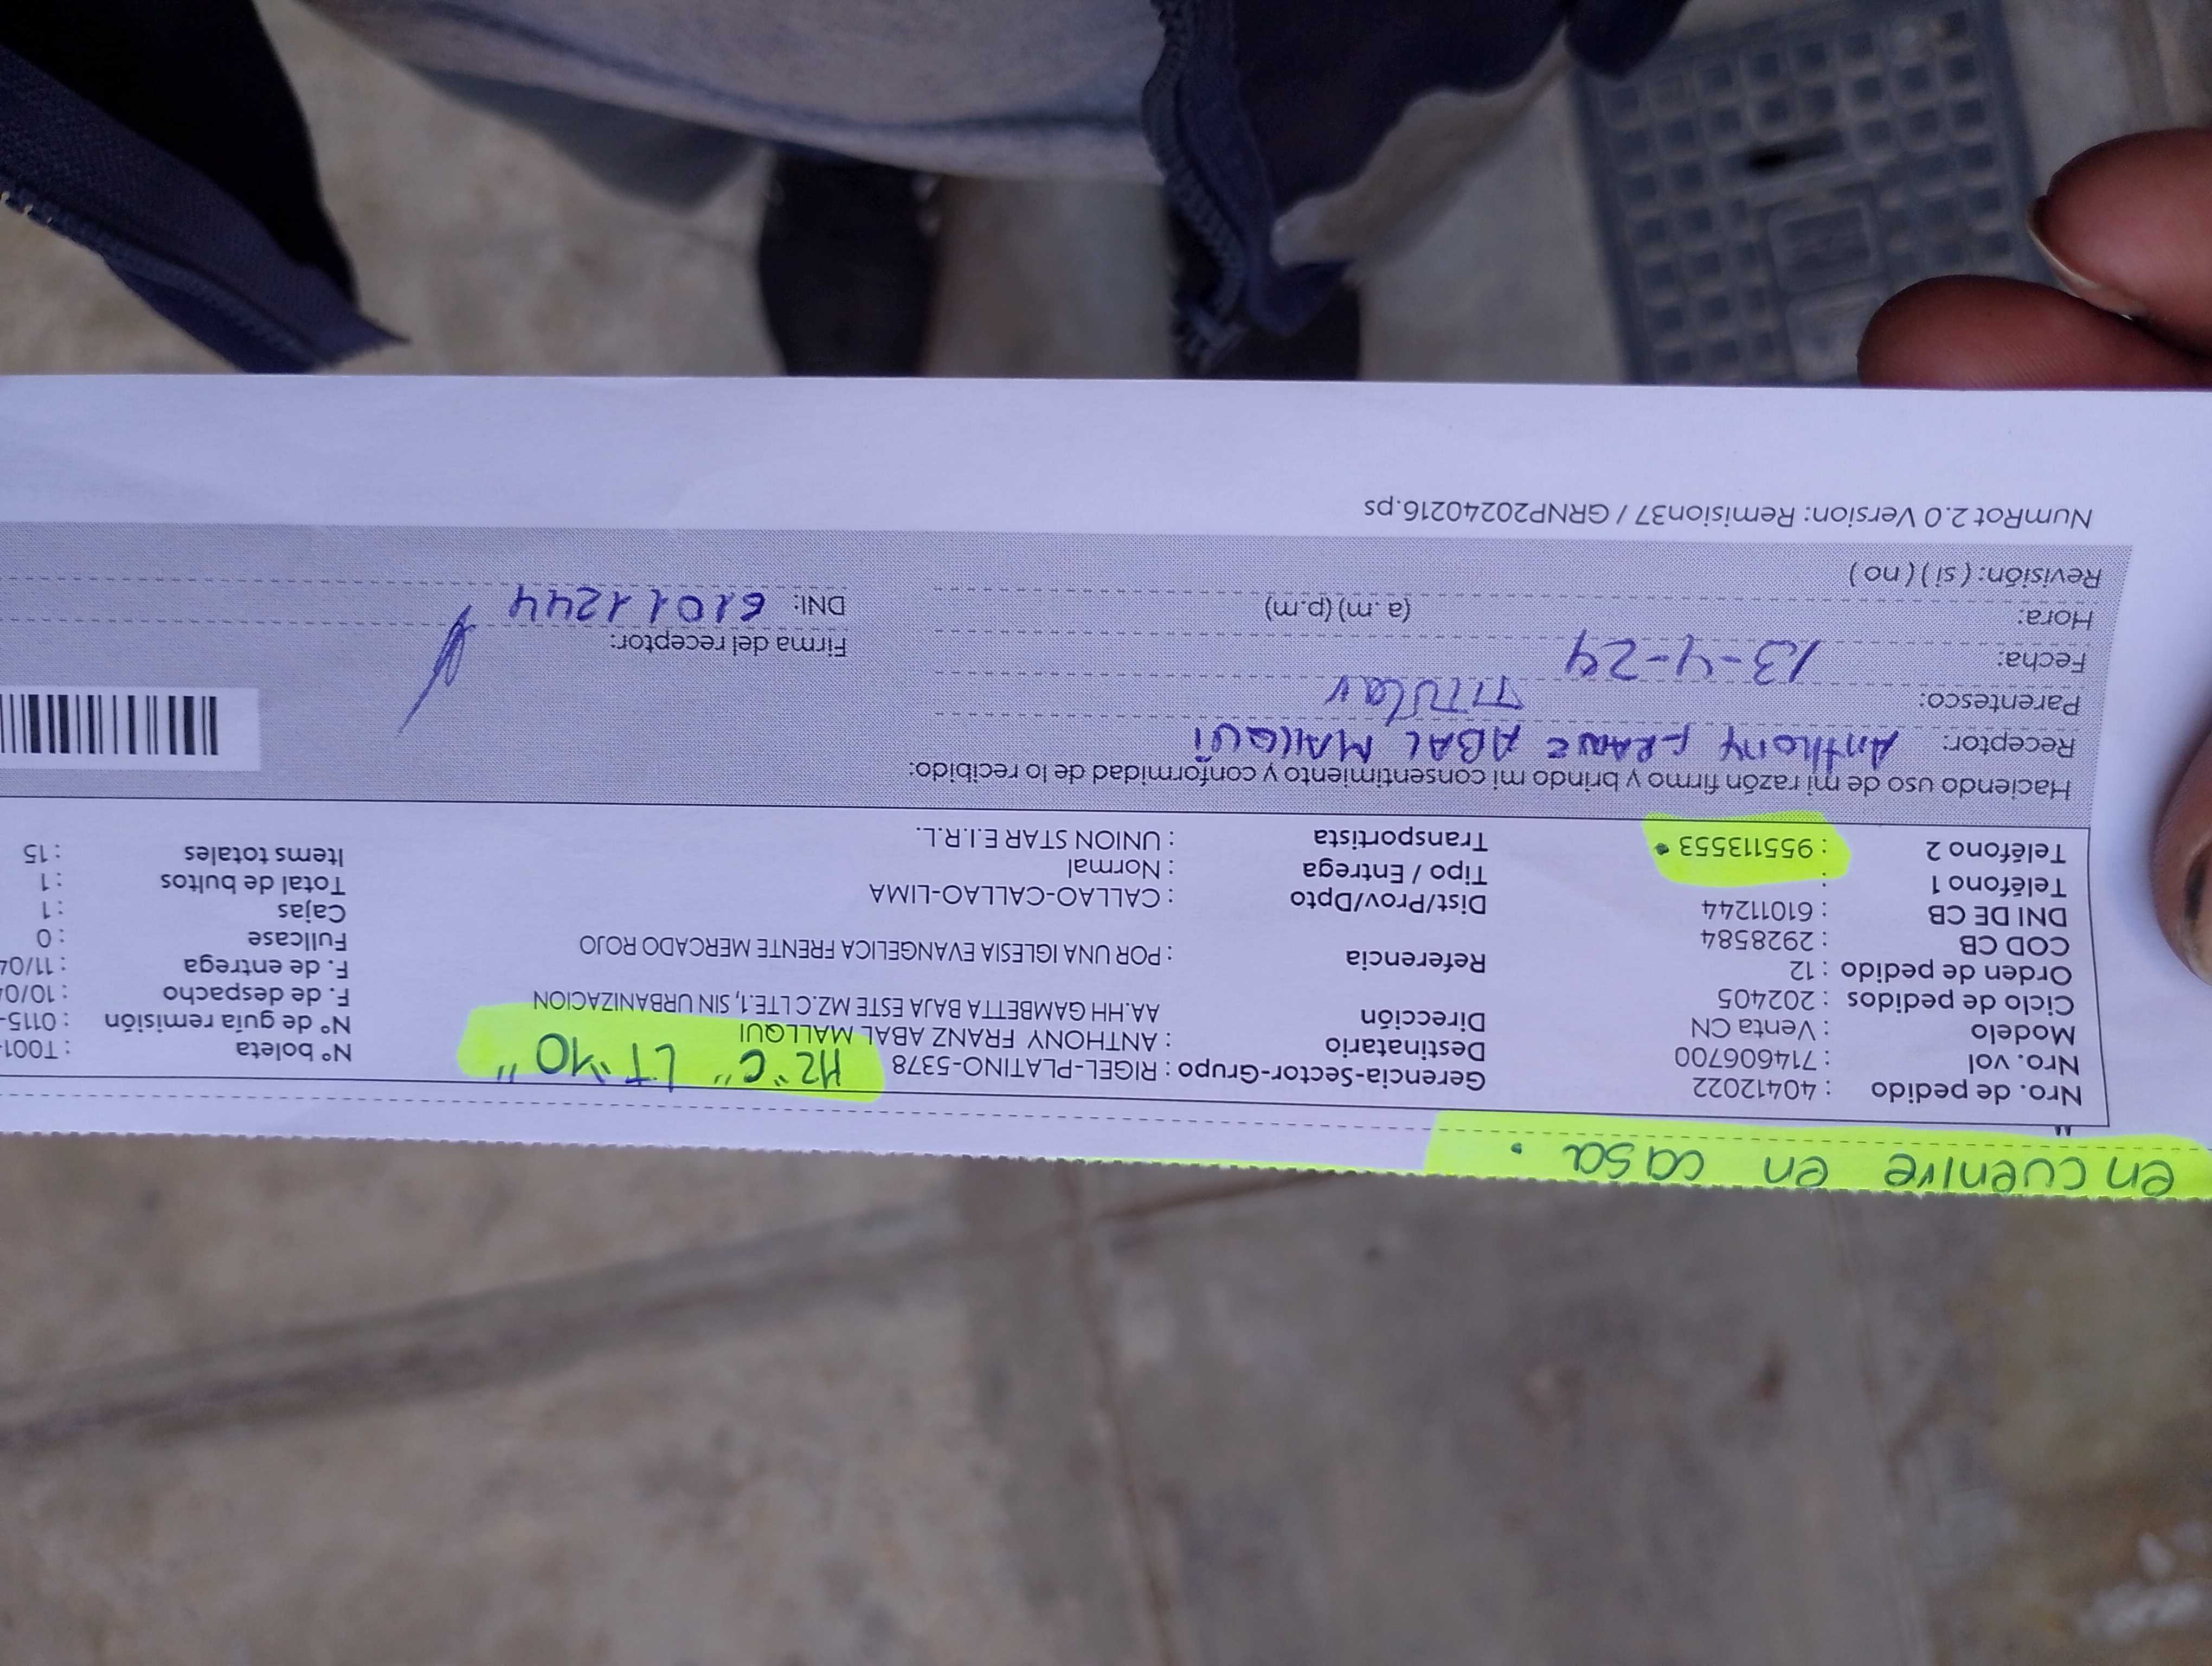 encuentre en casa.
"
Nro. de pedido : 40412022
Nro. vol : 714606700
Modelo : Venta CN
Ciclo de pedidos : 202405
Orden de pedido : 12
COD CB : 2928584
DNI DE CB : 61011244
Teléfono 1 :
Teléfono 2 : 955113553
Gerencia-Sector-Grupo : RIGEL-PLATINO-5378
MZ "C" LT "10"
Destinatario : ANTHONY FRANZ ABAL MALLQUI
Dirección AA.HH GAMBETTA BAJA ESTE MZ.C LTE.1, SIN URBANIZACION
Referencia : POR UNA IGLESIA EVANGELICA FRENTE MERCADO ROJO
Dist/Prov/Dpto : CALLAO-CALLAO-LIMA
Tipo / Entrega : Normal
Transportista : UNION STAR E.I.R.L.
N° boleta : T001-
N° de guía remisión : 0115-
F. de despacho : 10/04
F. de entrega : 11/04
Fullcase : 0
Cajas : 1
Total de bultos : 1
Items totales : 15
Haciendo uso de mi razón firmo y brindo mi consentimiento y conformidad de lo recibido:
Receptor: Anthony FRANZ ABAL MALLQUI
Parentesco: TITULar
Fecha: 13-4-24
Hora: (a.m) (p.m)
Revisión: ( si ) ( no )
Firma del receptor:
DNI: 61011244
NumRot 2.0 Version: Remision37 / GRNP20240216.ps